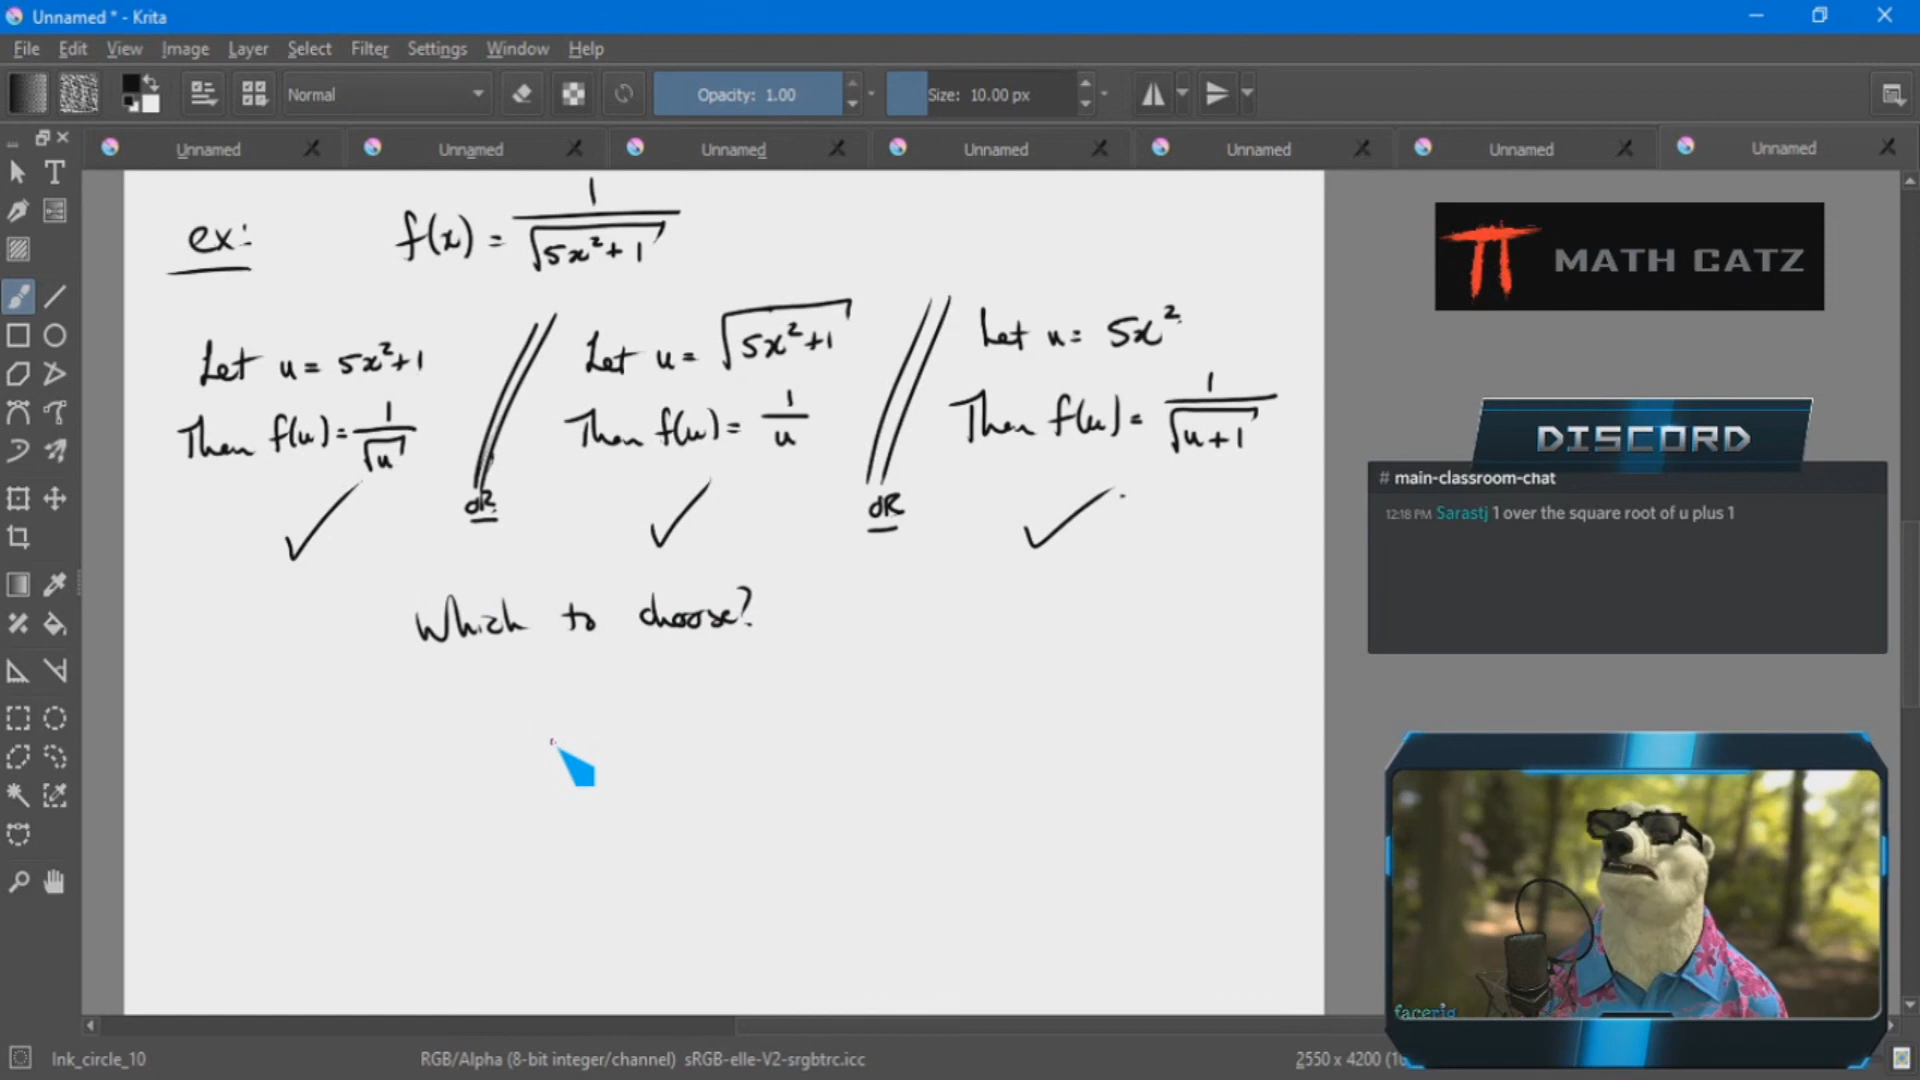 Unnamed * - Krita
File Edit View Image Layer Select Filter Settings Window Help
Normal Opacity: 1.00 Size: 10.00 px
Unnamed Unnamed Unnamed Unnamed Unnamed Unnamed Unnamed
ex: f(x) = 1/√(5x²+1)
Let u = 5x²+1
Then f(u) = 1/√u
OR
Let u = √(5x²+1)
Then f(u) = 1/u
OR
Let u = 5x²
Then f(u) = 1/√(u+1)
Which to choose?
π MATH CATZ
DISCORD
# main-classroom-chat
12:18 PM Sarastj 1 over the square root of u plus 1
facerig
Ink_circle_10 RGB/Alpha (8-bit integer/channel) sRGB-elle-V2-srgbtrc.icc 2550 x 4200 (1